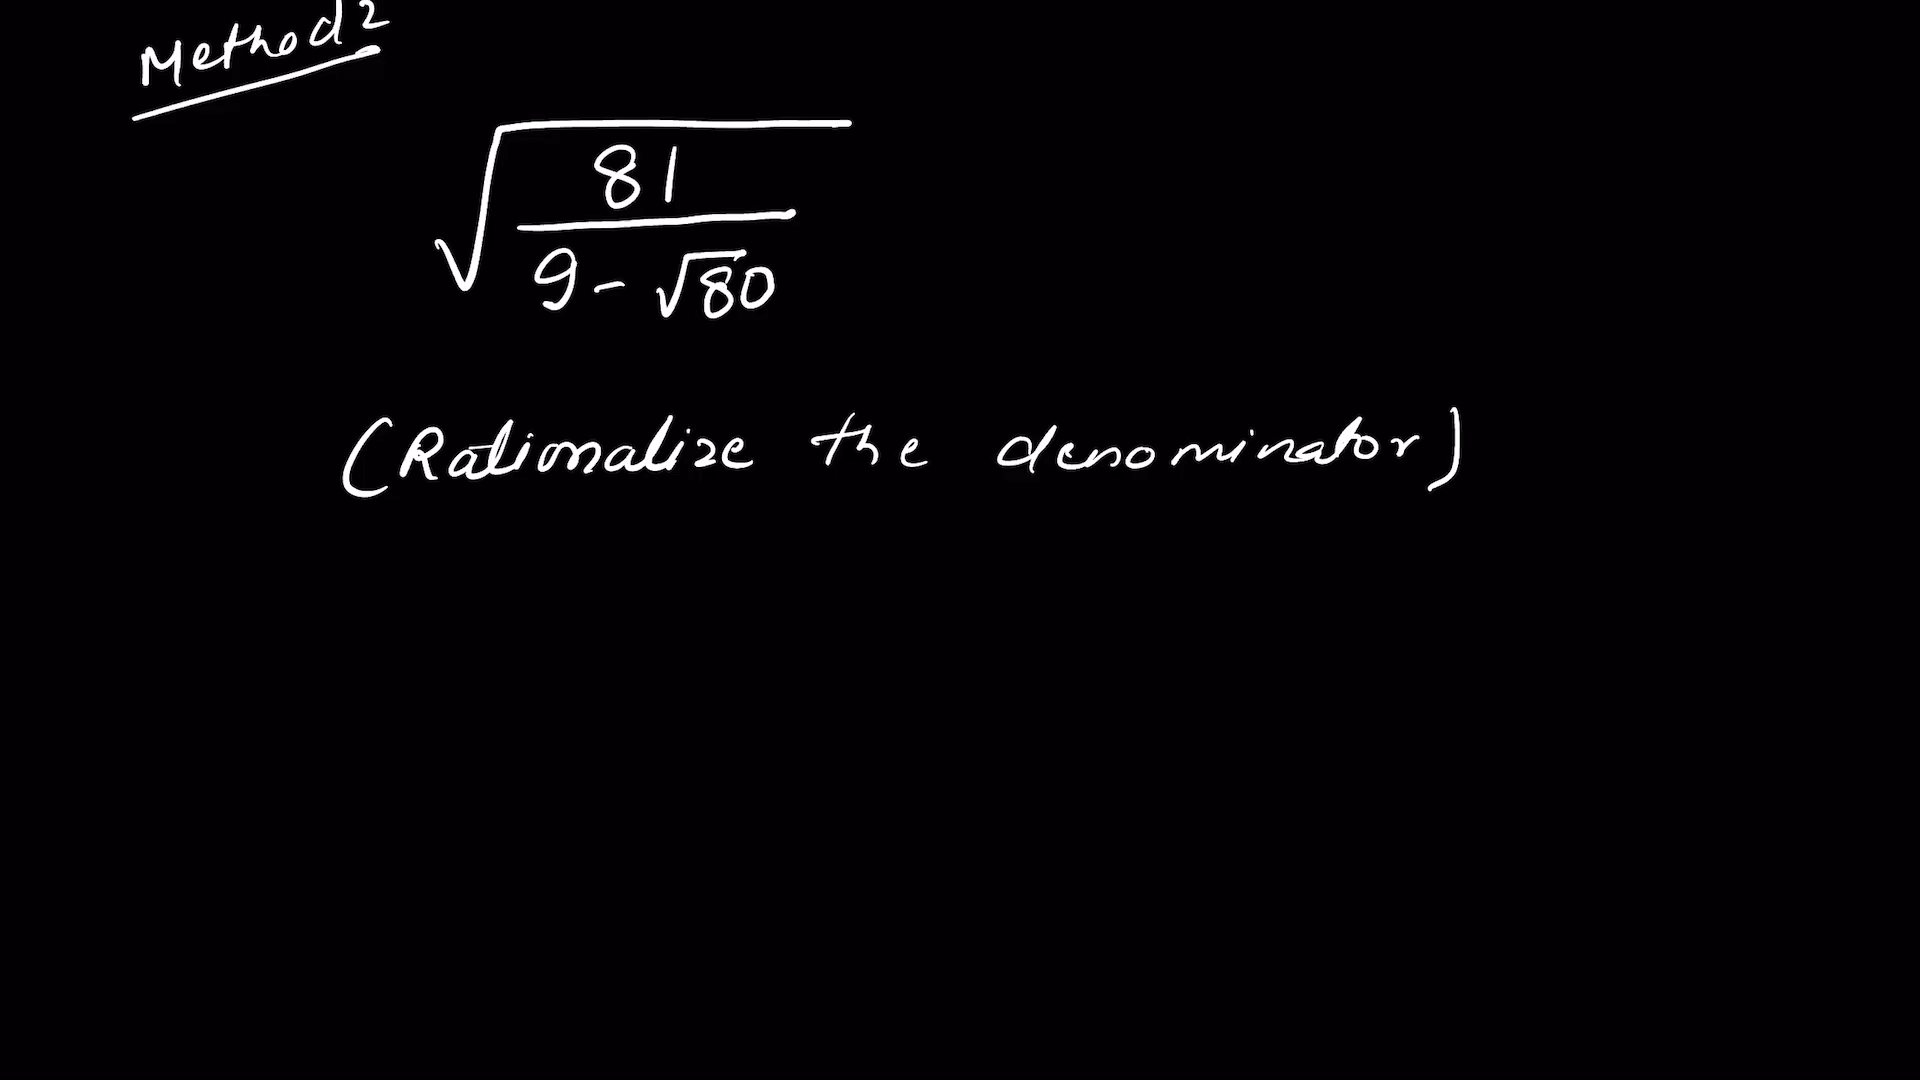 Method 2
√(81/(9-√80))
(Rationalize the denominator)